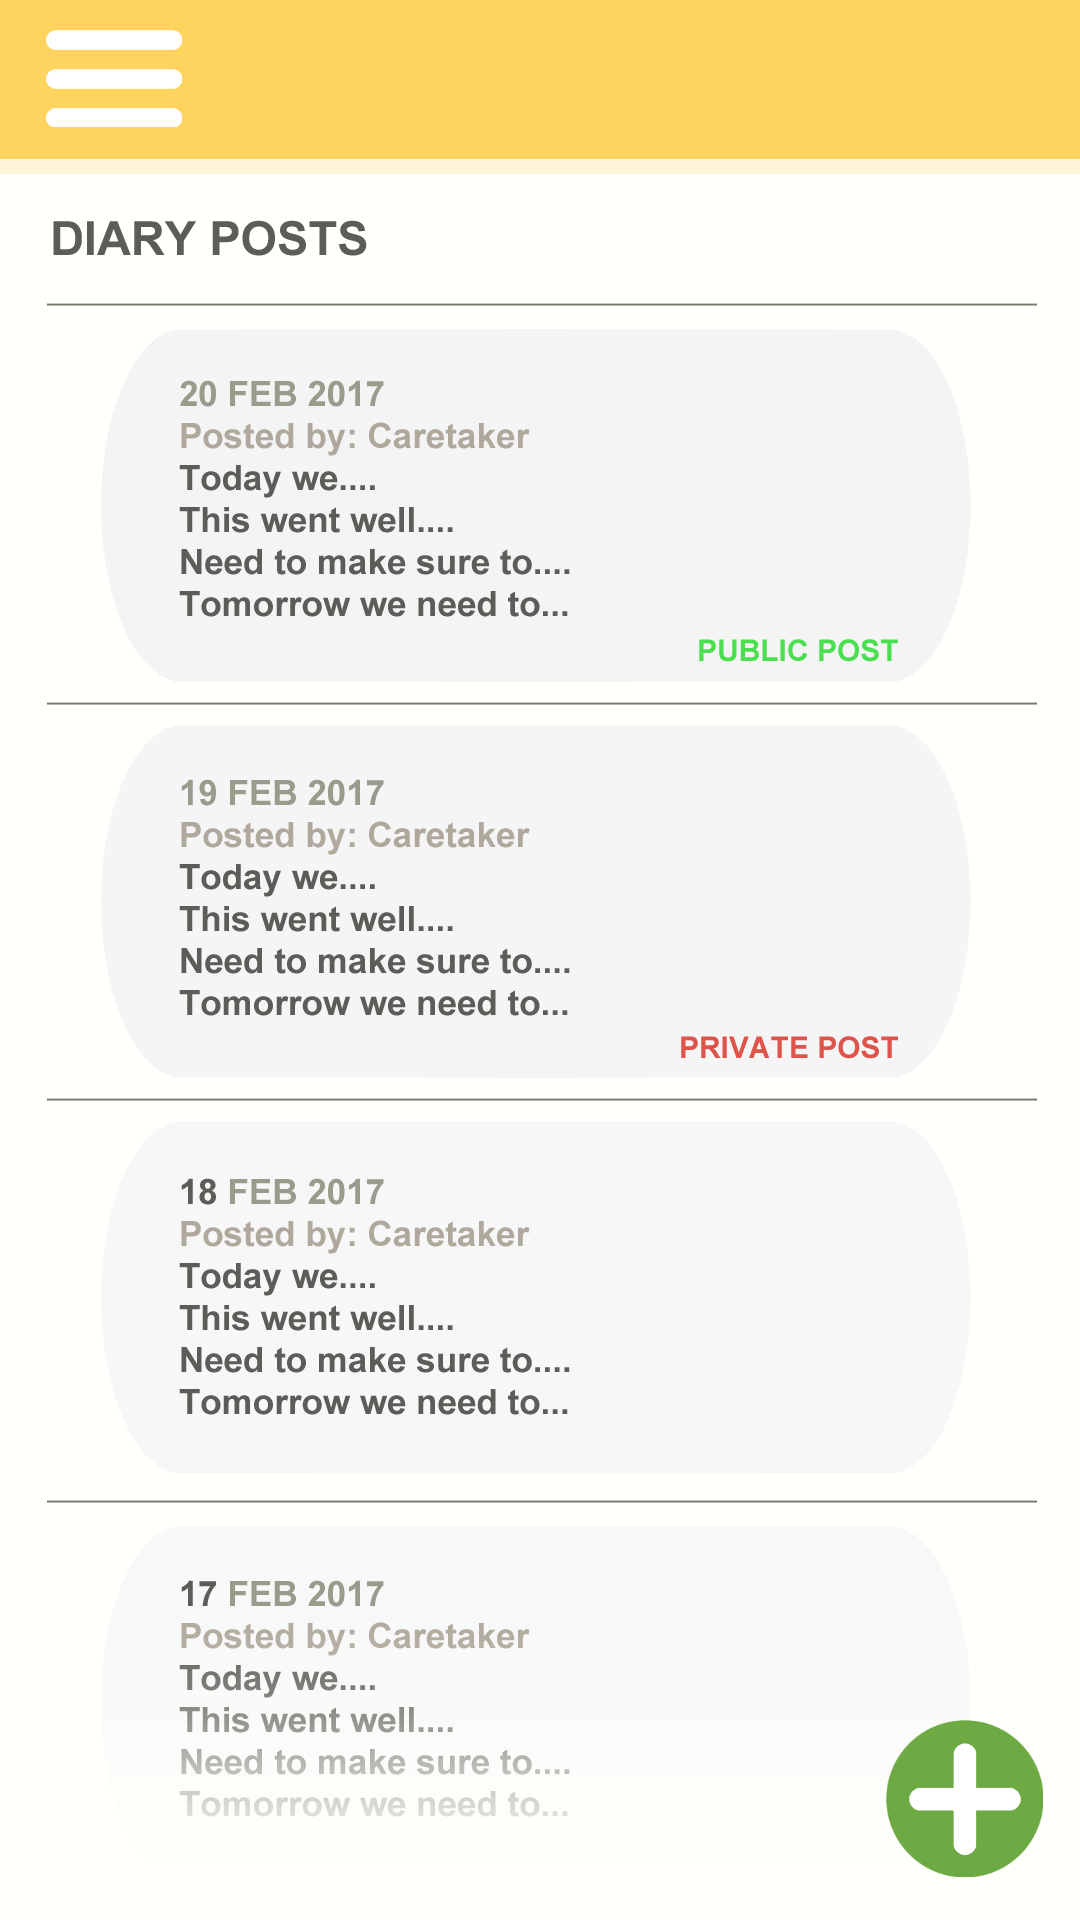 DIARY POSTS
20 FEB 2017
Posted by: Caretaker
Today we....
This went well....
Need to make sure to....
Tomorrow we need to...
PUBLIC POST
19 FEB 2017
Posted by: Caretaker
Today we....
This went well....
Need to make sure to....
Tomorrow we need to...
PRIVATE POST
18 FEB 2017
Posted by: Caretaker
Today we....
This went well....
Need to make sure to....
Tomorrow we need to...
17 FEB 2017
Posted by: Caretaker
Today we....
This went well....
Need to make sure to....
Tomorrow we need to...